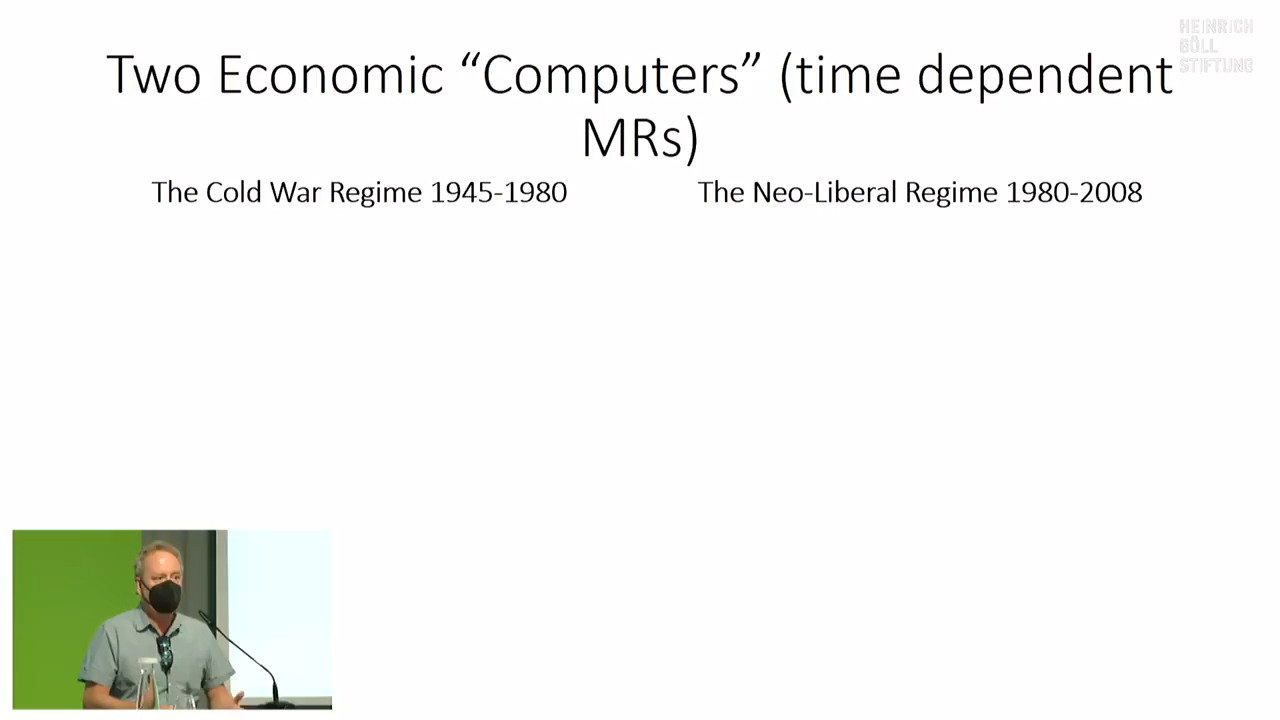 HEINRICH
BÖLL
STIFTUNG
Two Economic “Computers” (time dependent
MRs)
The Cold War Regime 1945-1980
The Neo-Liberal Regime 1980-2008